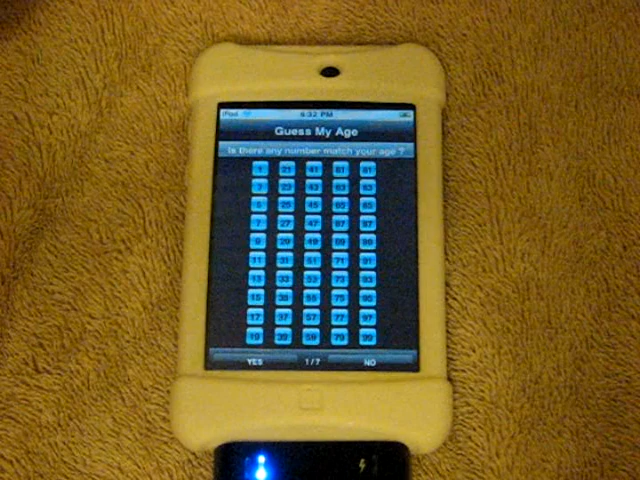 iPod 6:32 PM
Guess My Age
Is there any number match your age ?
1 21 41 61 81
3 23 43 63 83
5 25 45 65 85
7 27 47 67 87
9 29 49 69 89
11 31 51 71 91
13 33 53 73 93
15 35 55 75 95
17 37 57 77 97
19 39 59 79 99
YES 1/7 NO